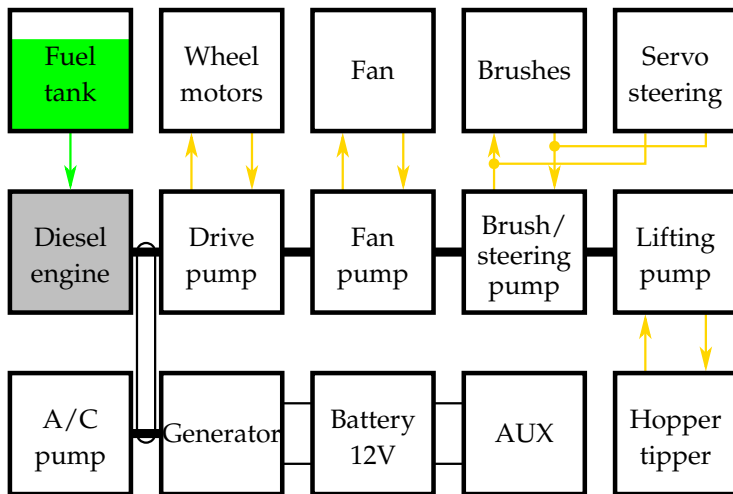 Fuel
tank
Wheel
motors
Fan
Brushes
Servo
steering
Diesel
engine
Drive
pump
Fan
pump
Brush/
steering
pump
Lifting
pump
A/C
pump
Generator
Battery
12V
AUX
Hopper
tipper